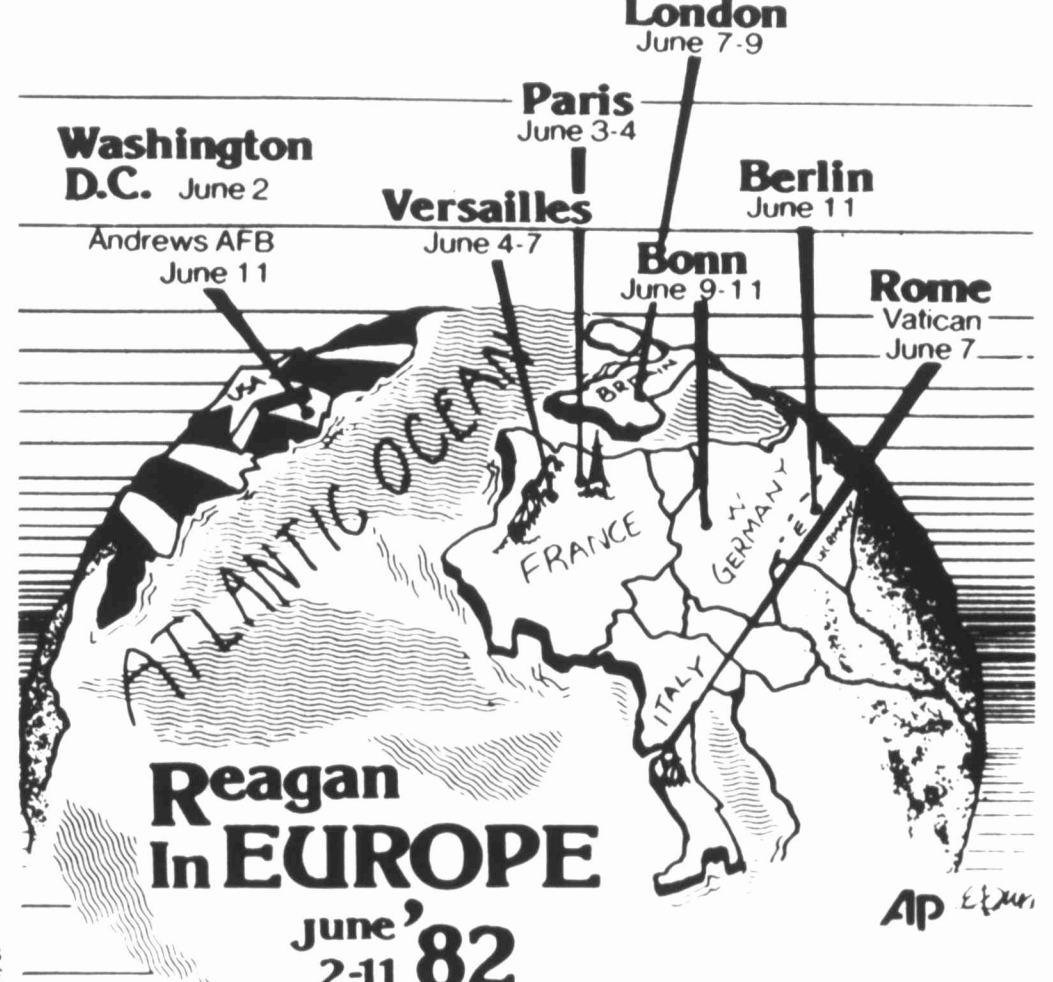 London
June 7-9
Paris
June 3-4
Washington
D.C. June 2
Andrews AFB
June 11
Versailles
June 4-7
Berlin
June 11
Bonn
June 9-11
Rome
Vatican
June 7
USA
BRITAIN
ATLANTIC OCEAN
FRANCE
W.
GERMANY
E.
ITALY
Reagan
In EUROPE
June
2-11 '82
AP